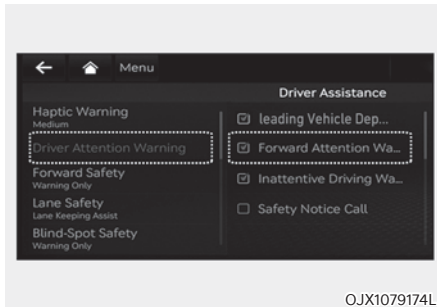 Menu
Driver Assistance
Haptic Warning
Medium
Driver Attention Warning
Forward Safety
Warning Only
Lane Safety
Lane Keeping Assist
Blind-Spot Safety
Warning Only
leading Vehicle Dep...
Forward Attention Wa...
Inattentive Driving Wa...
Safety Notice Call
OJX1079174L